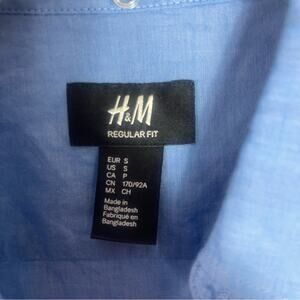 H&M
REGULAR FIT
EUR S
US S
CA P
CN 170/92A
MX CH
Made in
Bangladesh
Fabriqué en
Bangladesh